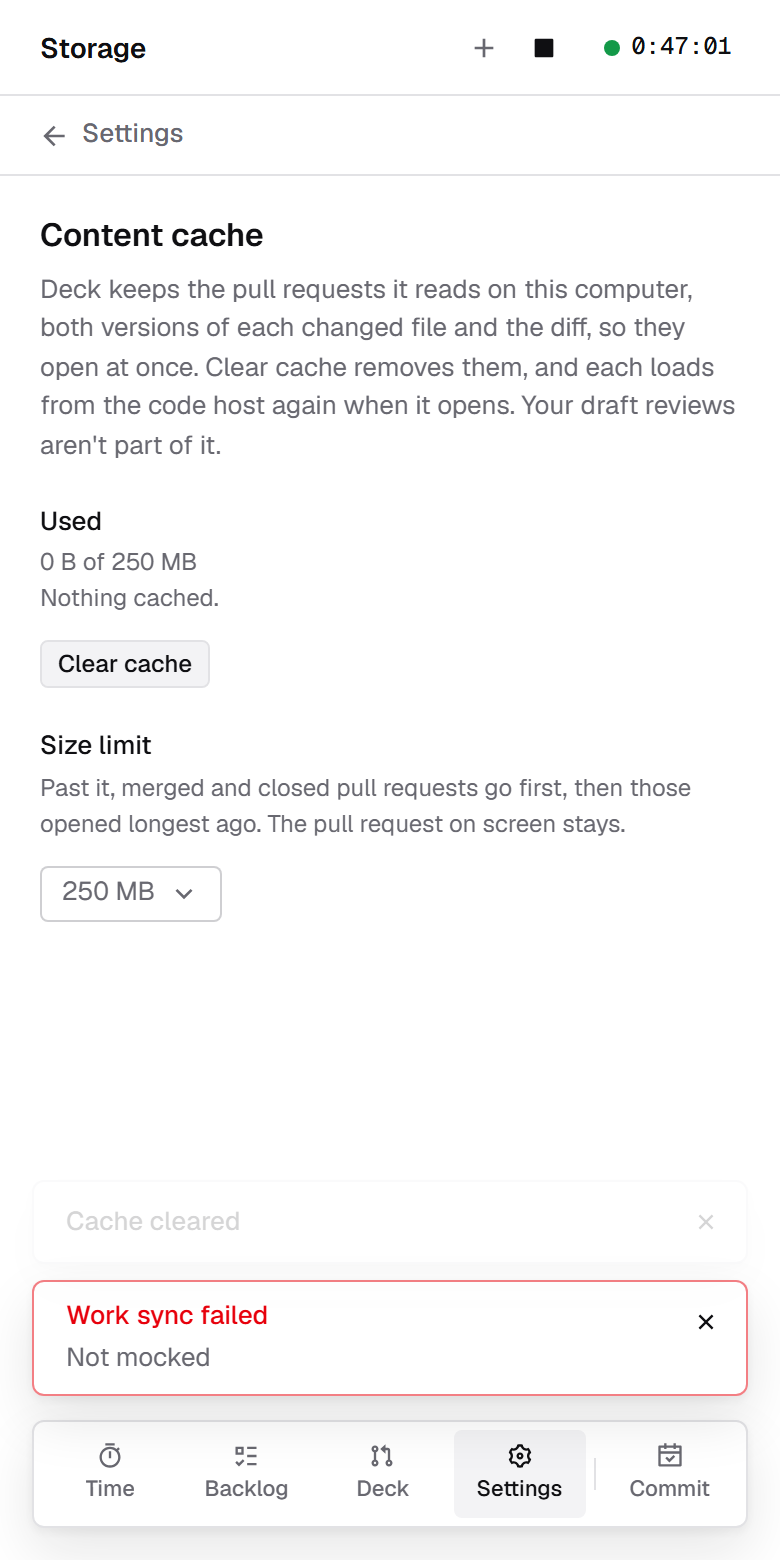 Storage
0:47:01
Settings
Content cache
Deck keeps the pull requests it reads on this computer,
both versions of each changed file and the diff, so they
open at once. Clear cache removes them, and each loads
from the code host again when it opens. Your draft reviews
aren't part of it.
Used
0 B of 250 MB
Nothing cached.
Clear cache
Size limit
Past it, merged and closed pull requests go first, then those
opened longest ago. The pull request on screen stays.
250 MB
Cache cleared
Work sync failed
Not mocked
Time
Backlog
Deck
Settings
Commit